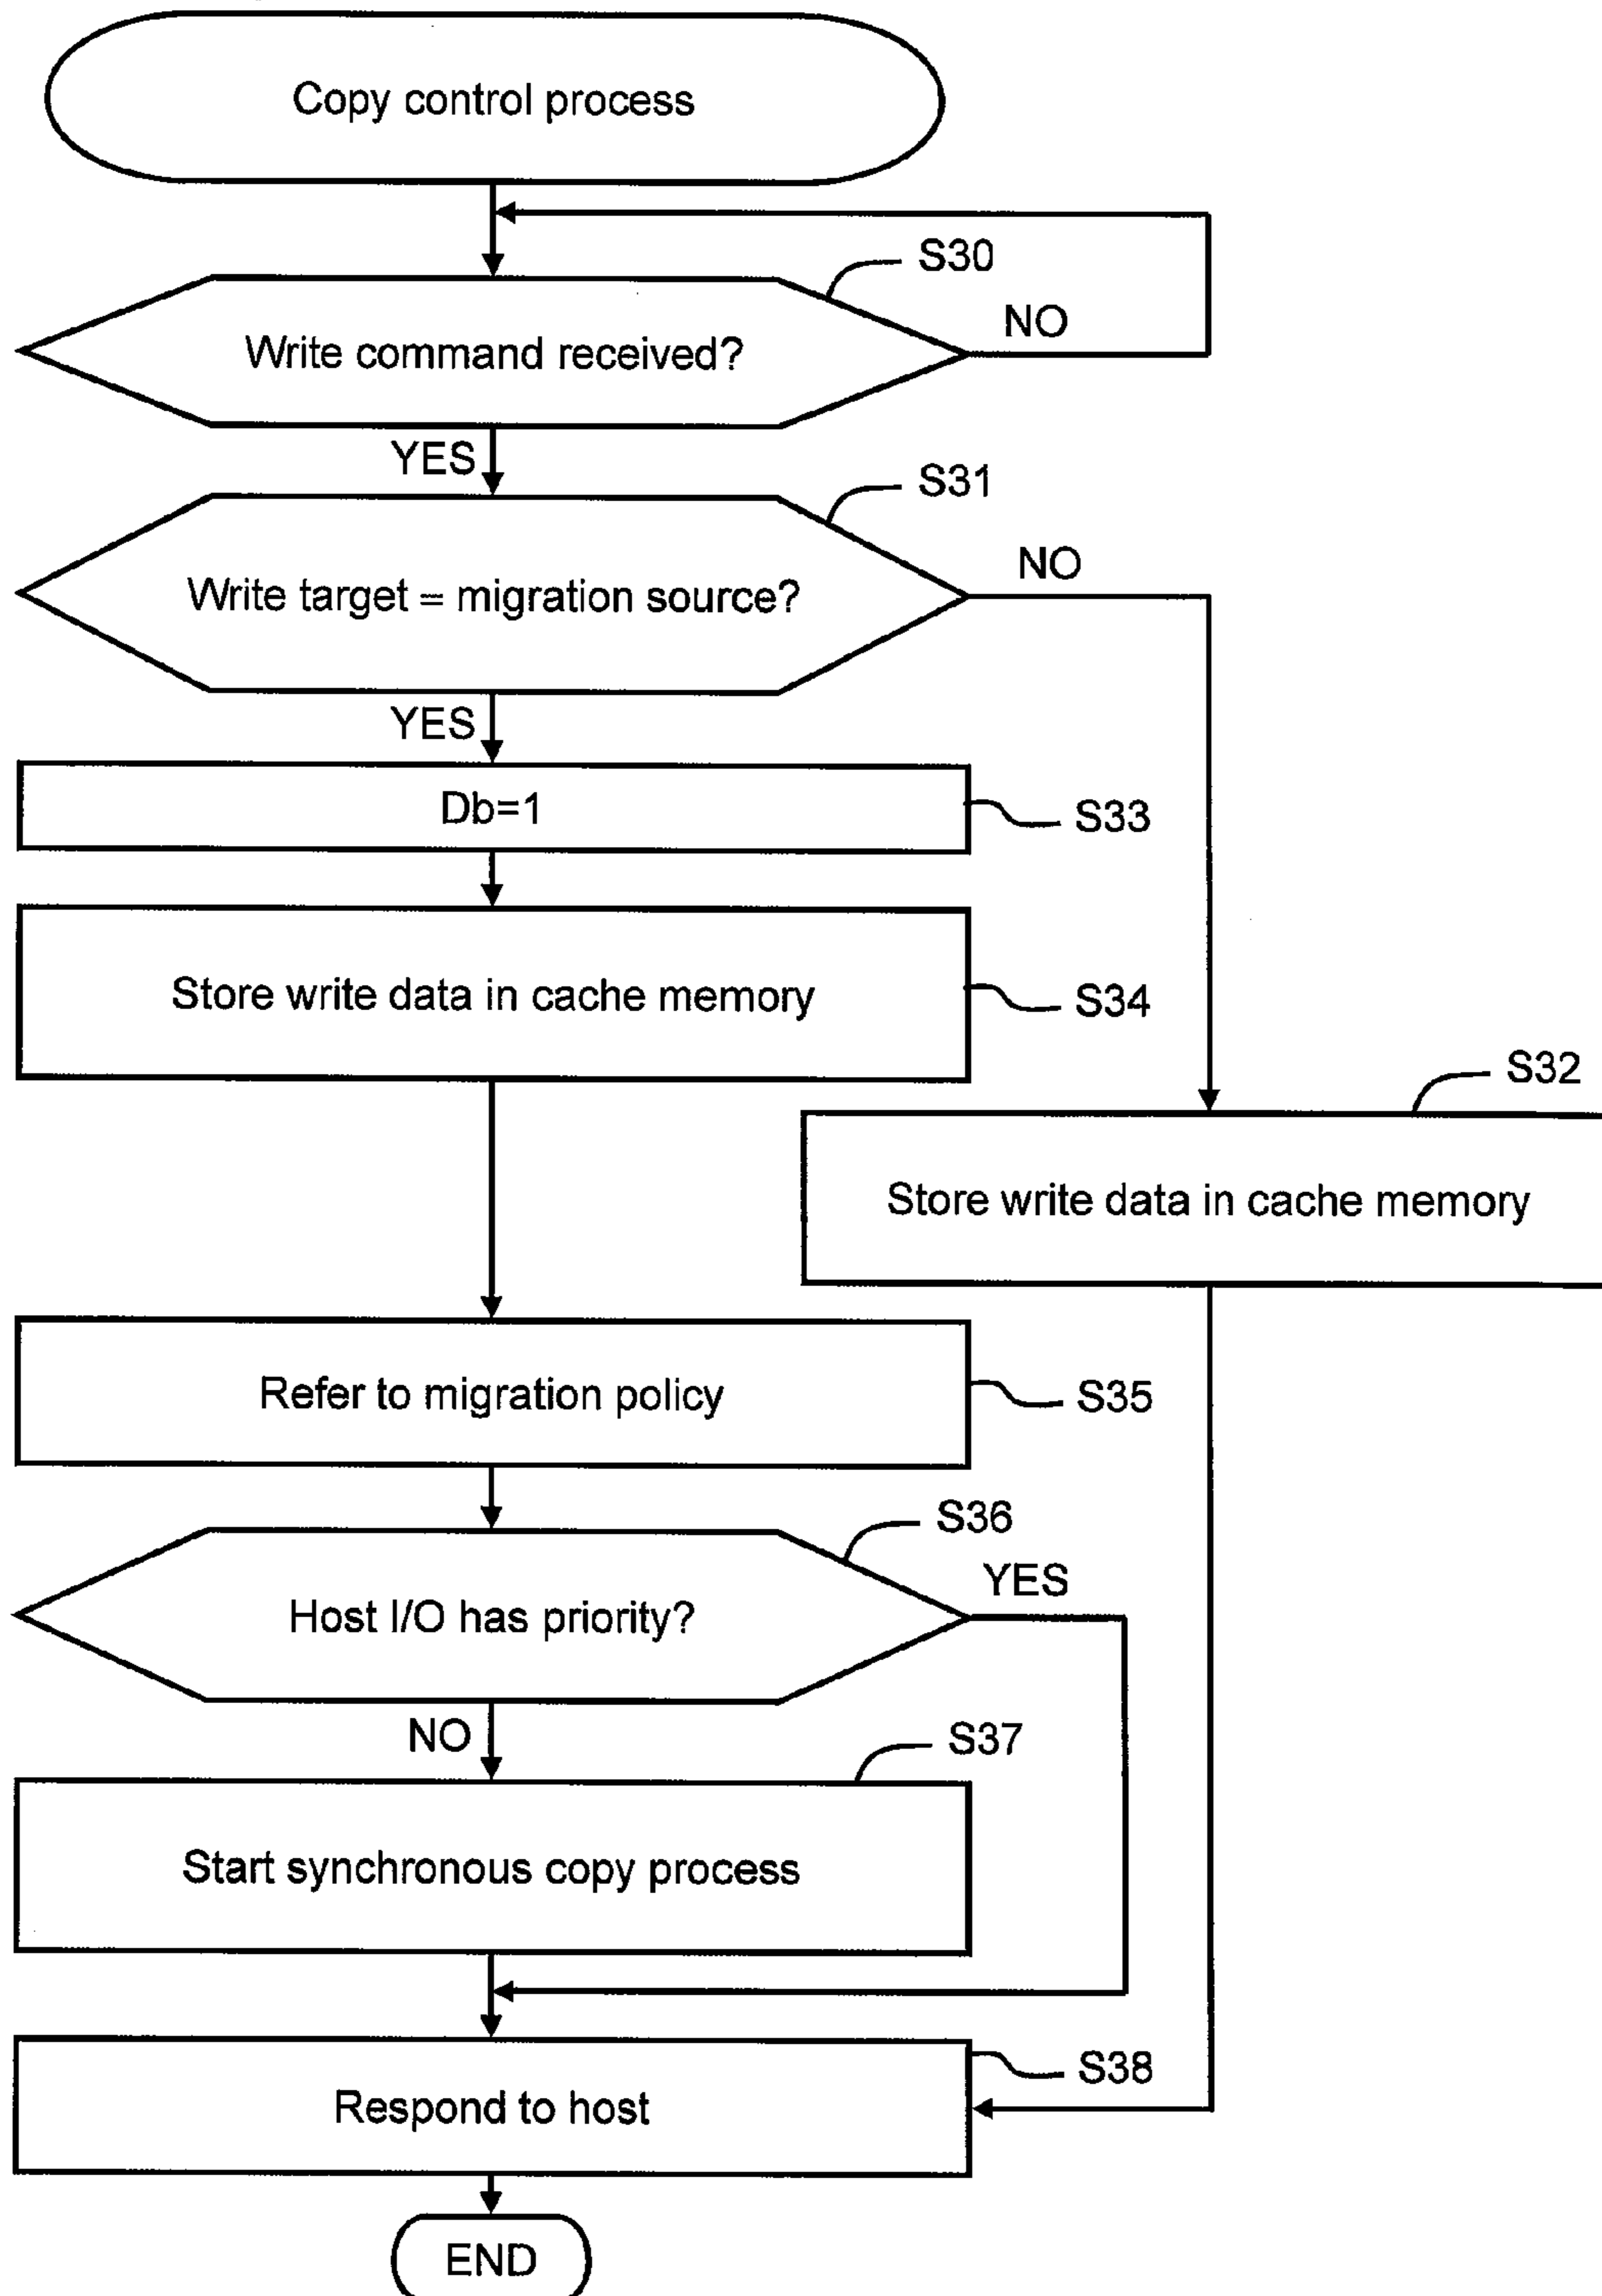 Copy control process
S30
Write command received?
NO
YES
S31
Write target = migration source?
NO
YES
Db=1
S33
Store write data in cache memory
S34
S32
Store write data in cache memory
Refer to migration policy
S35
S36
Host I/O has priority?
YES
NO
S37
Start synchronous copy process
Respond to host
S38
END